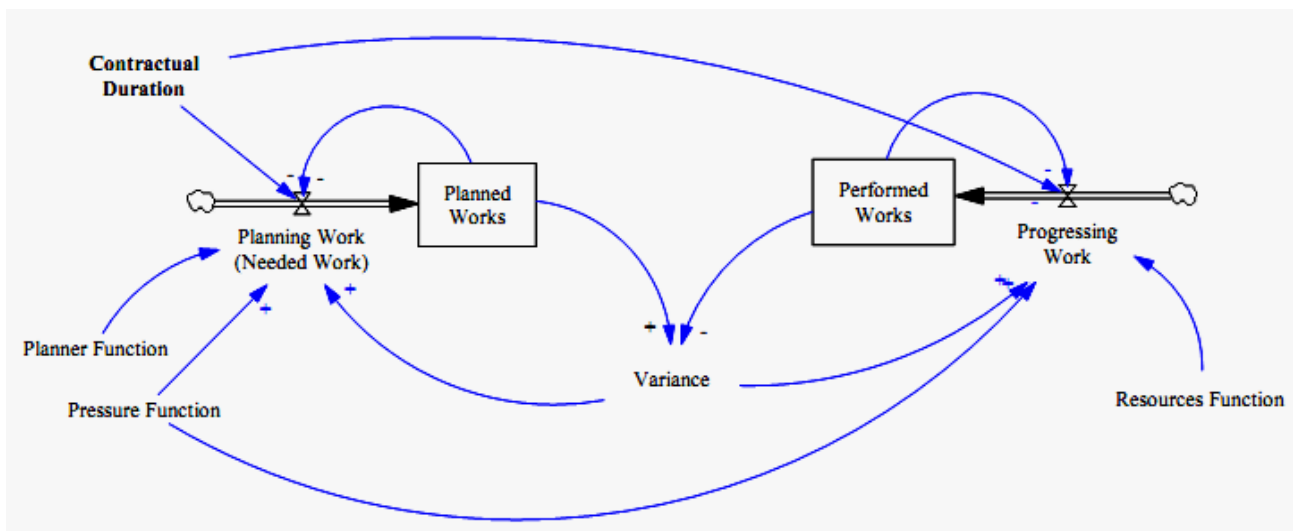 Contractual
Duration
-
-
-
-
Planned
Works
Performed
Works
Planning Work
(Needed Work)
Progressing
Work
+
+
++
+
-
Planner Function
Variance
Pressure Function
Resources Function